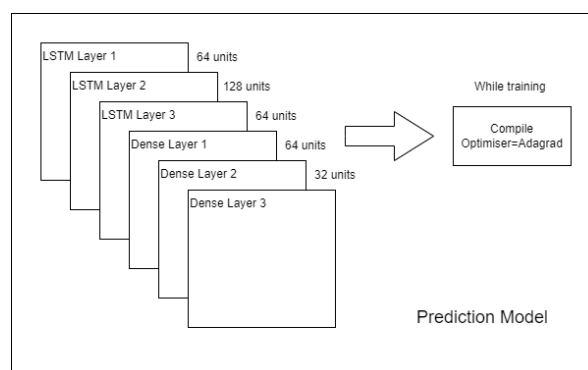 LSTM Layer 1
64 units
LSTM Layer 2
128 units
LSTM Layer 3
64 units
Dense Layer 1
64 units
Dense Layer 2
32 units
Dense Layer 3
While training
Compile
Optimiser=Adagrad
Prediction Model